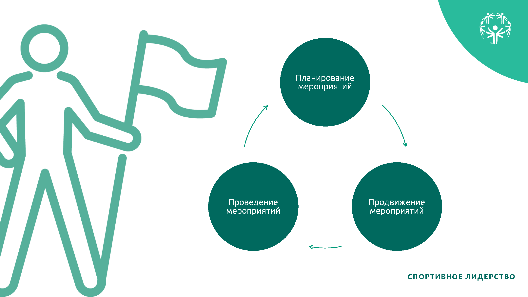 Планирование
мероприятий
Проведение
мероприятий
Продвижение
мероприятий
СПОРТИВНОЕ ЛИДЕРСТВО